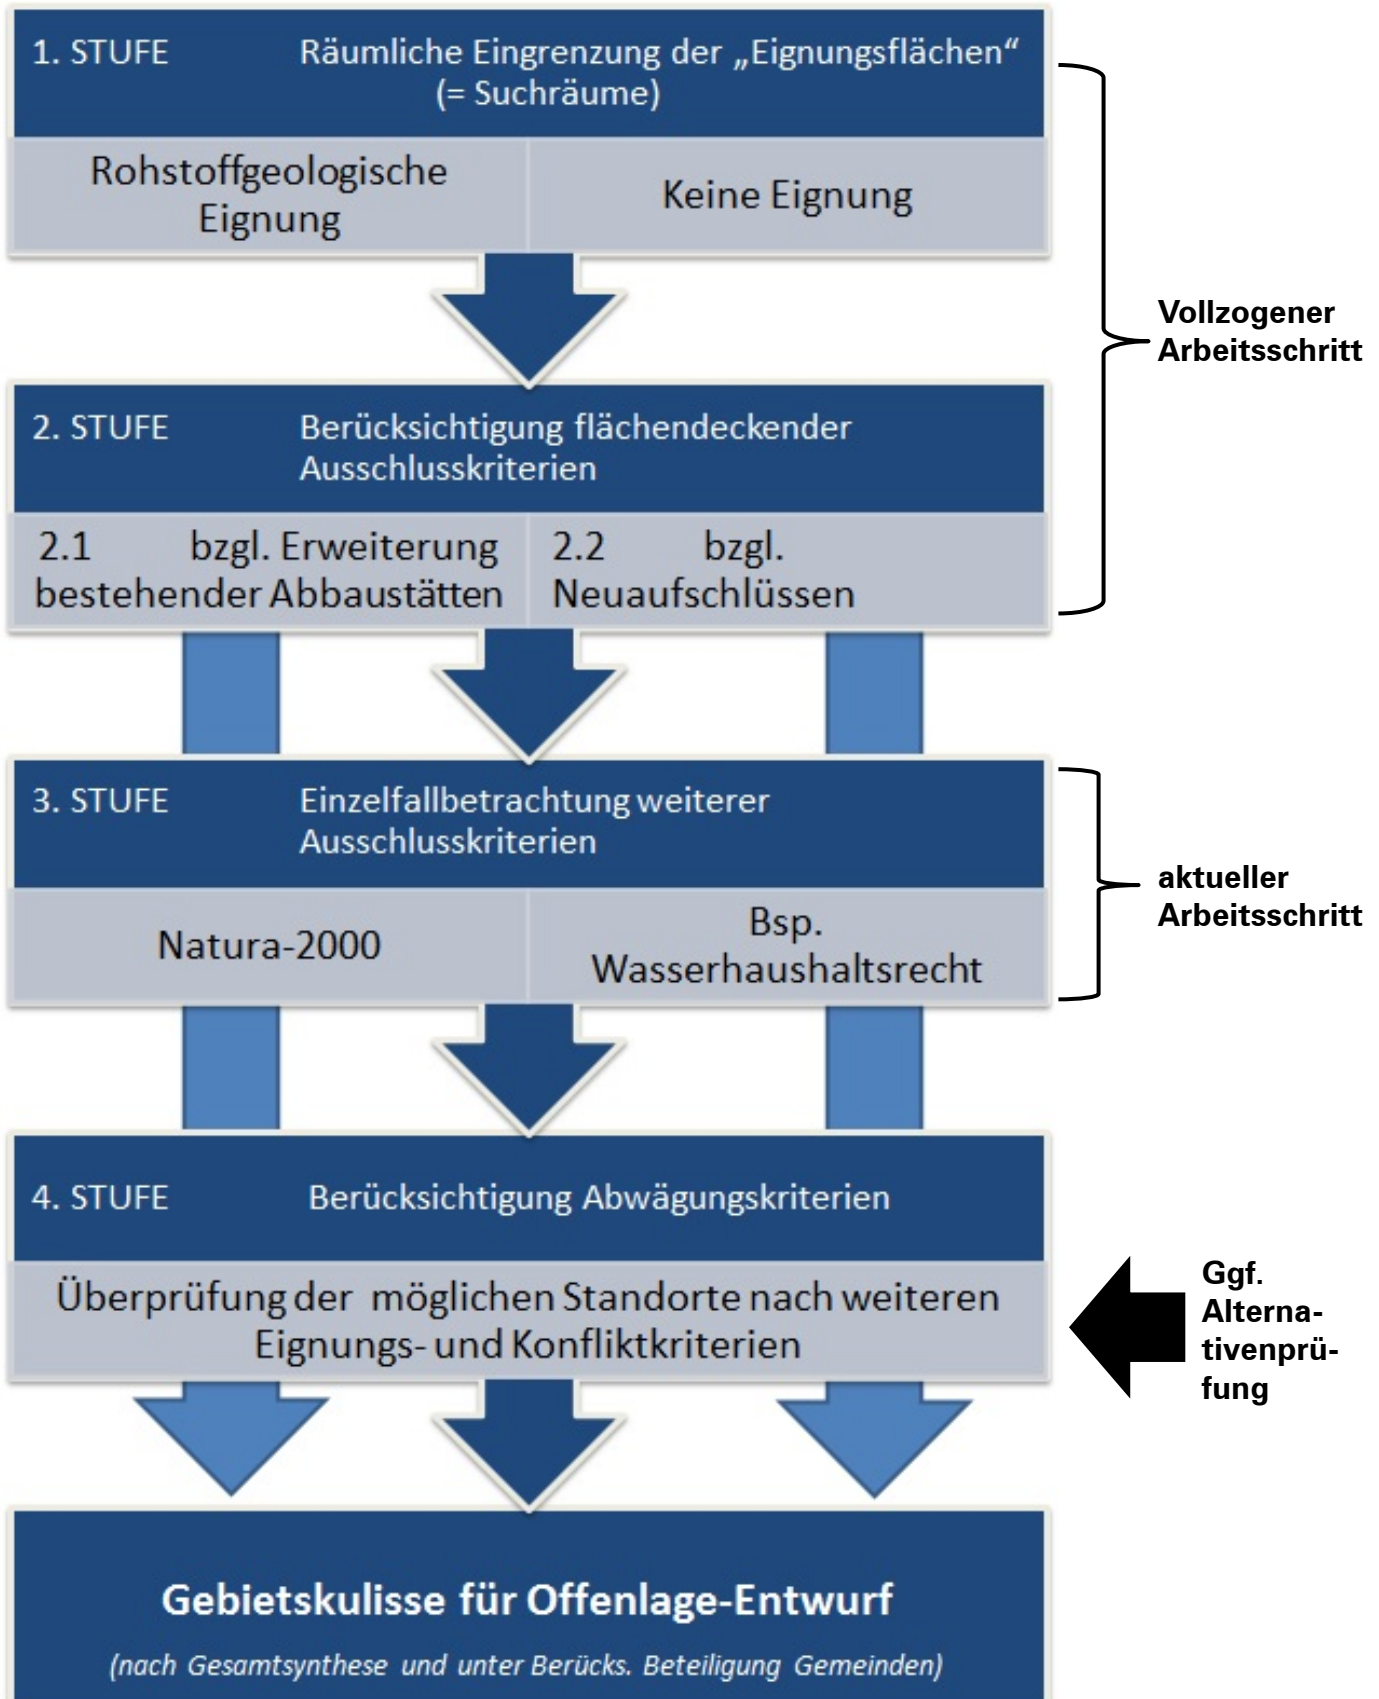 1. STUFE Räumliche Eingrenzung der „Eignungsflächen“
(= Suchräume)
Rohstoffgeologische
Eignung
Keine Eignung
Vollzogener
Arbeitsschritt
2. STUFE Berücksichtigung flächendeckender
Ausschlusskriterien
2.1 bzgl. Erweiterung
bestehender Abbaustätten
2.2 bzgl.
Neuaufschlüssen
3. STUFE Einzelfallbetrachtung weiterer
Ausschlusskriterien
Natura-2000
Bsp.
Wasserhaushaltsrecht
aktueller
Arbeitsschritt
4. STUFE Berücksichtigung Abwägungskriterien
Überprüfung der möglichen Standorte nach weiteren
Eignungs- und Konfliktkriterien
Ggf.
Alterna-
tivenprü-
fung
Gebietskulisse für Offenlage-Entwurf
(nach Gesamtsynthese und unter Berücks. Beteiligung Gemeinden)